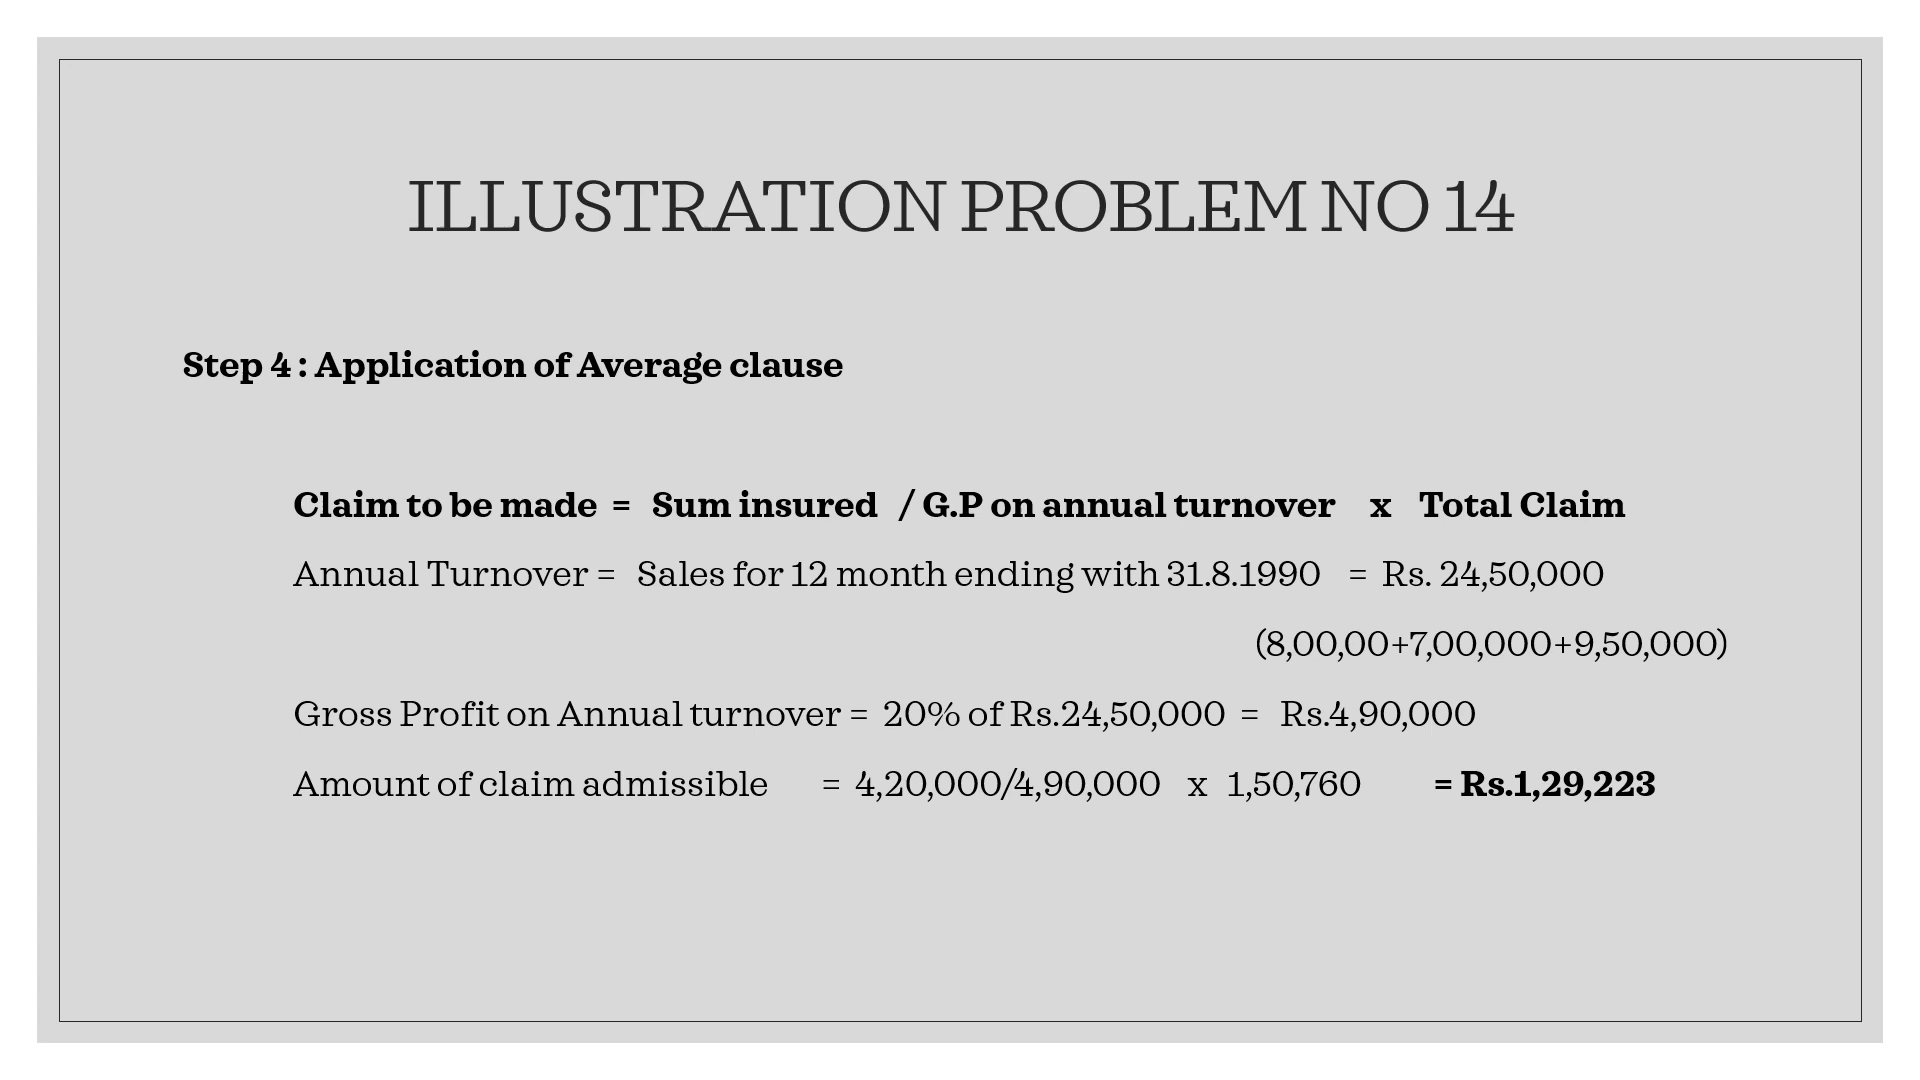 ILLUSTRATION PROBLEM NO 14
Step 4 : Application of Average clause
Claim to be made = Sum insured / G.P on annual turnover x Total Claim
Annual Turnover = Sales for 12 month ending with 31.8.1990 = Rs. 24,50,000
(8,00,00+7,00,000+9,50,000)
Gross Profit on Annual turnover = 20% of Rs.24,50,000 = Rs.4,90,000
Amount of claim admissible = 4,20,000/4,90,000 x 1,50,760 = Rs.1,29,223